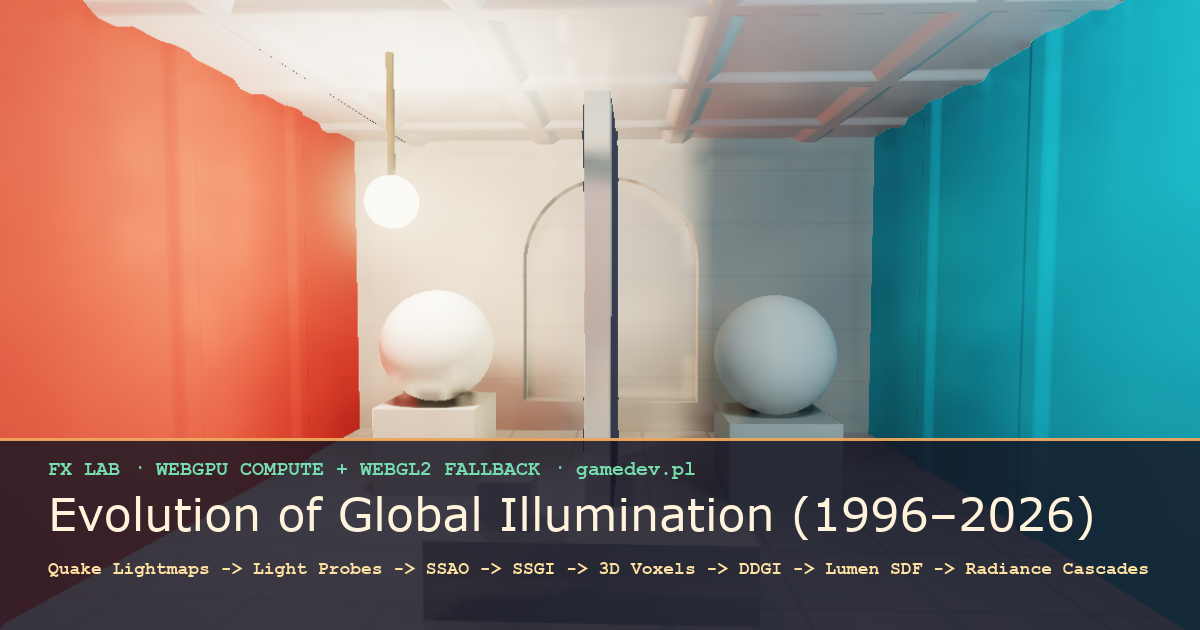 FX LAB · WEBGPU COMPUTE + WEBGL2 FALLBACK · gamedev.pl
Evolution of Global Illumination (1996–2026)
Quake Lightmaps -> Light Probes -> SSAO -> SSGI -> 3D Voxels -> DDGI -> Lumen SDF -> Radiance Cascades